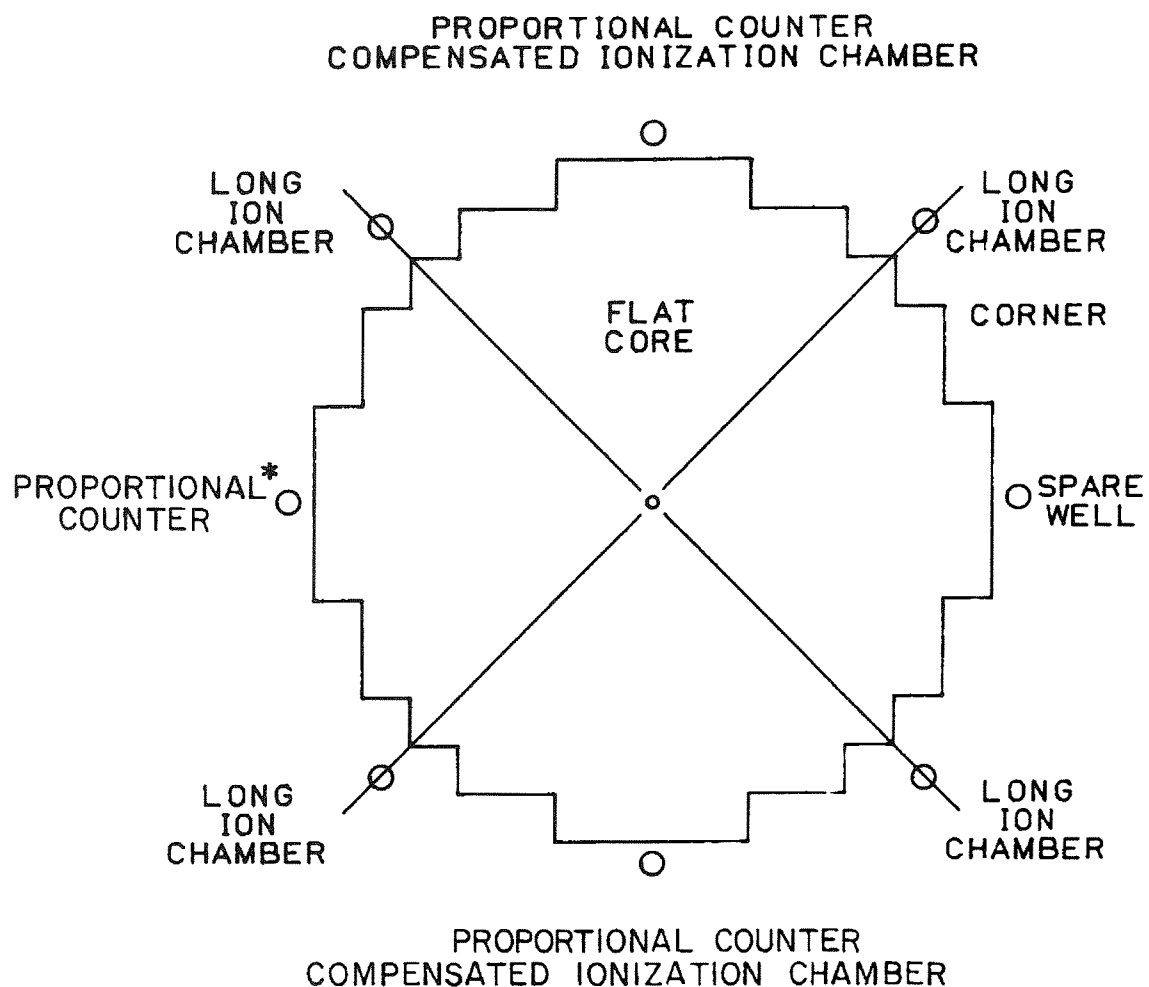 PROPORTIONAL COUNTER
COMPENSATED IONIZATION CHAMBER
LONG
ION
CHAMBER
LONG
ION
CHAMBER
FLAT
CORE
CORNER
PROPORTIONAL*
COUNTER
SPARE
WELL
LONG
ION
CHAMBER
LONG
ION
CHAMBER
PROPORTIONAL COUNTER
COMPENSATED IONIZATION CHAMBER